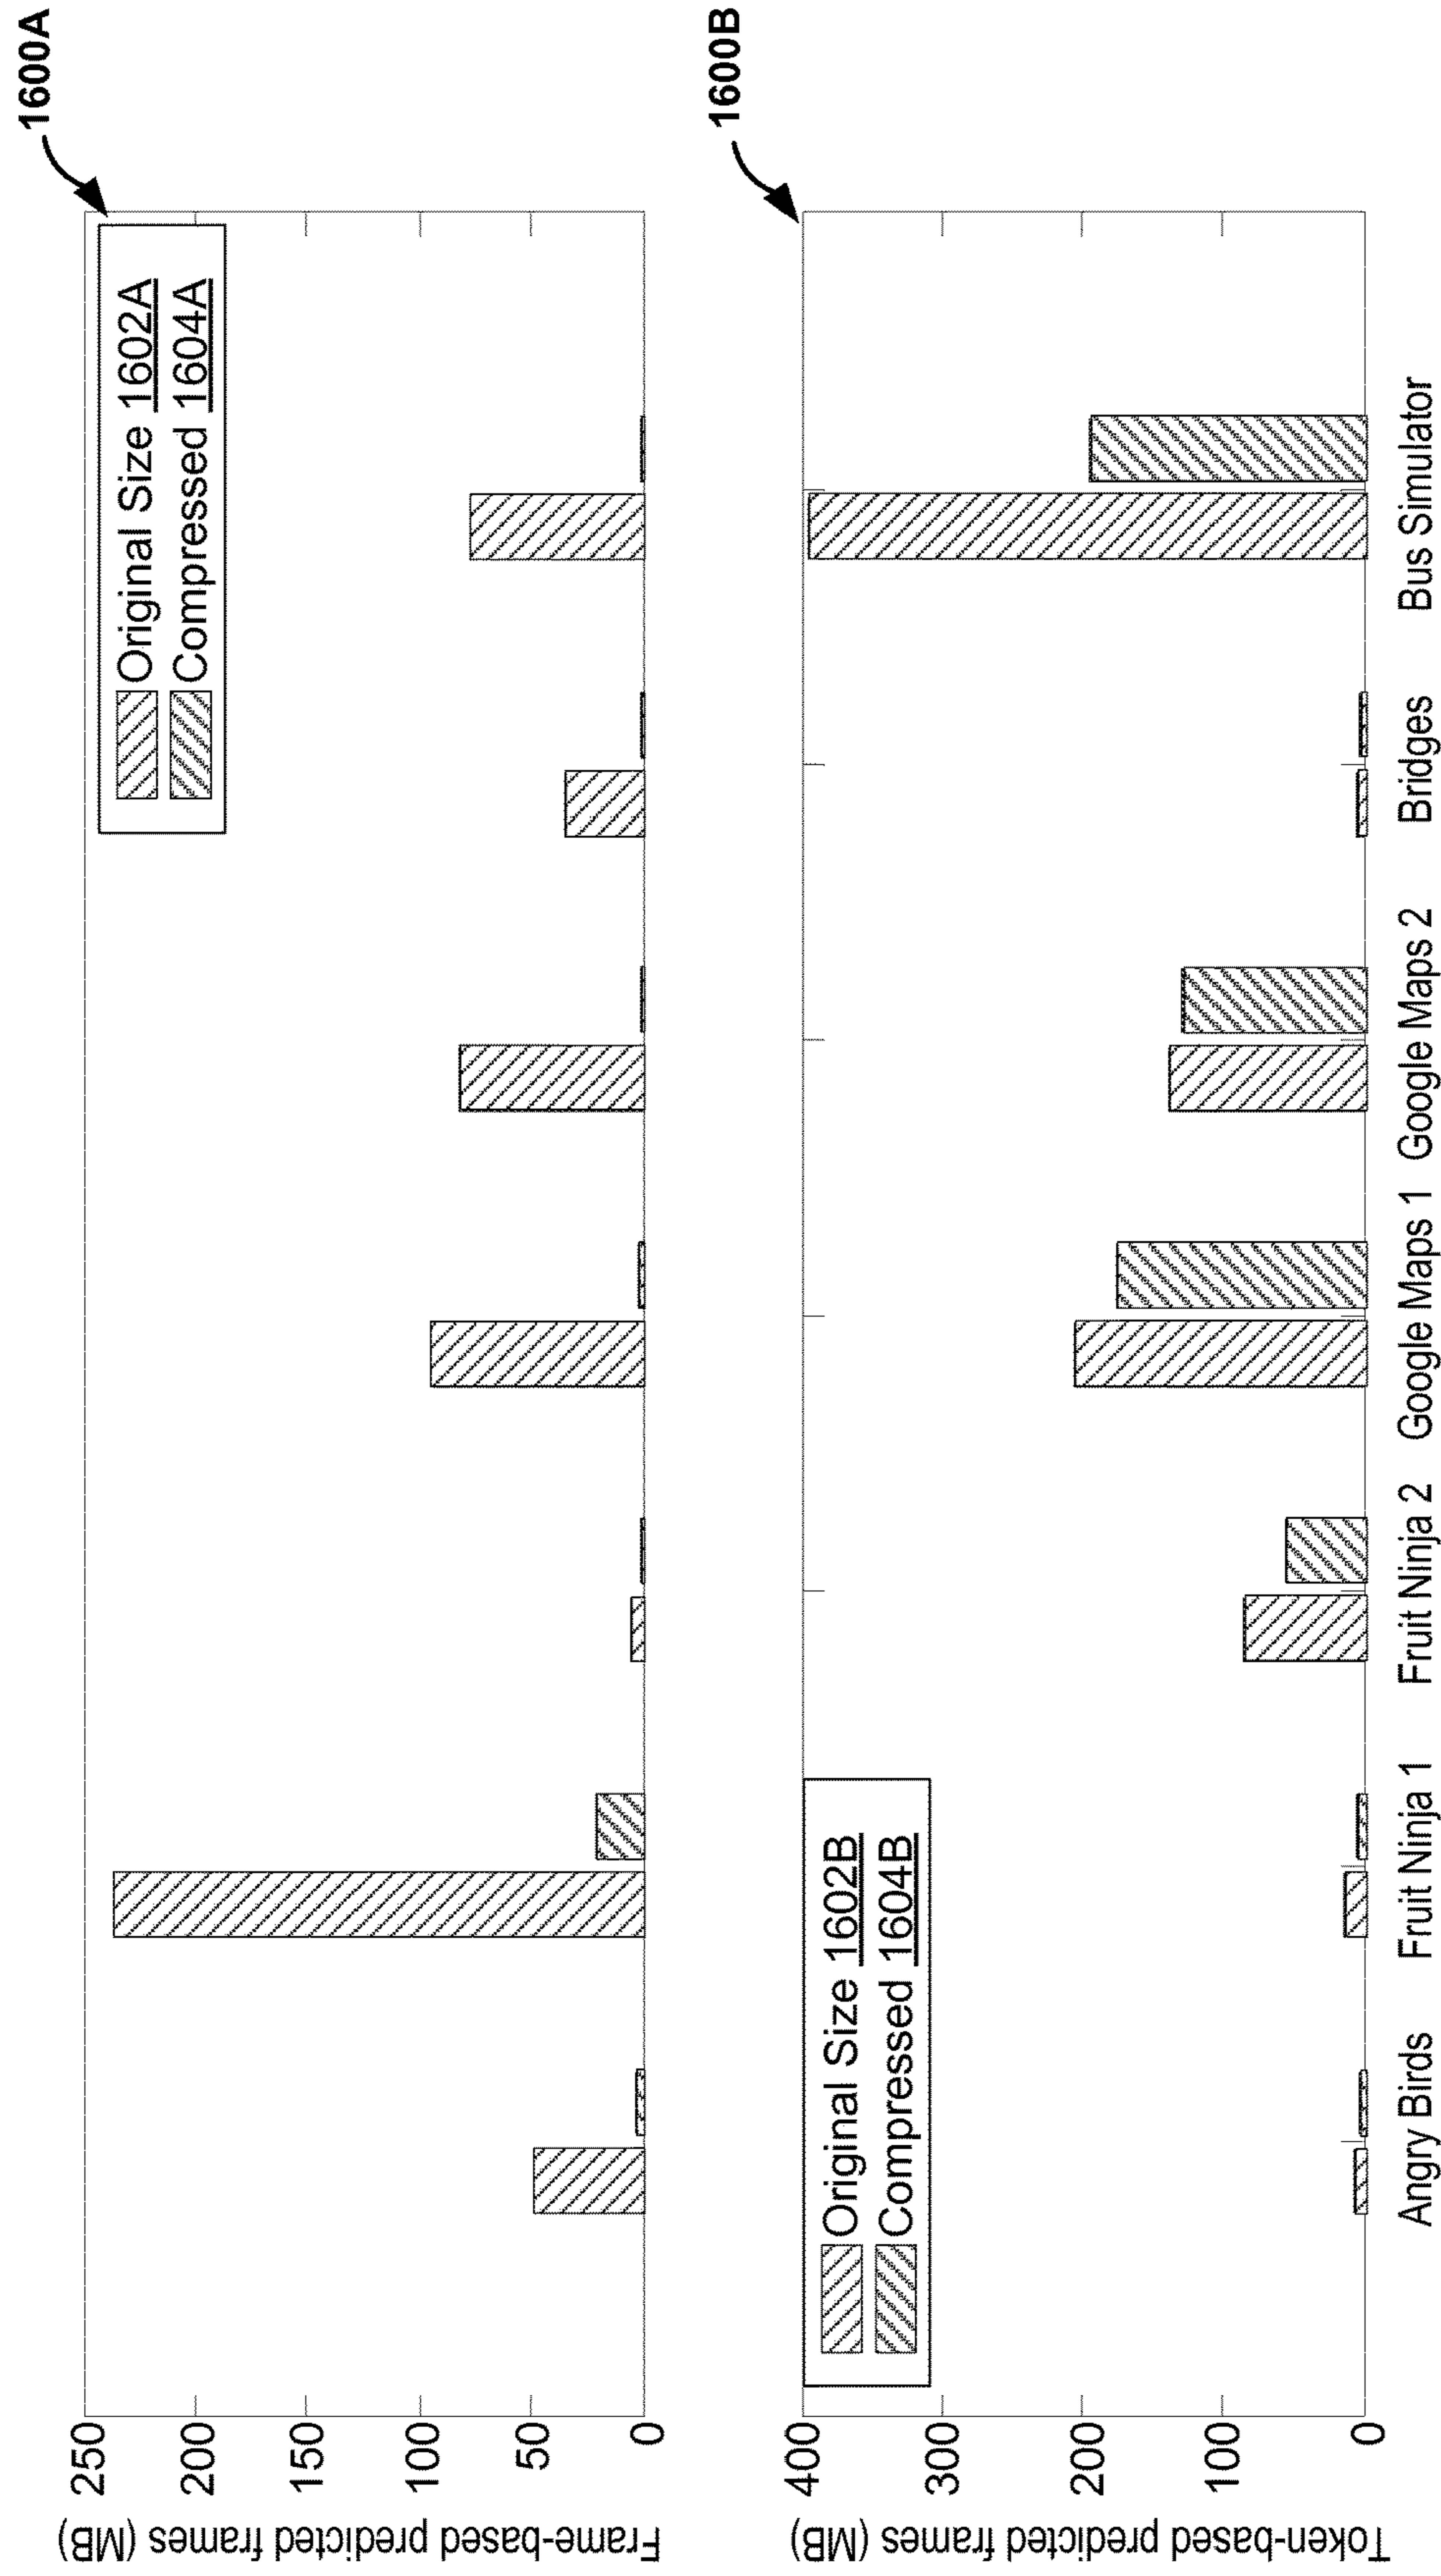 1600A
Frame-based predicted frames (MB)
250
200
150
100
50
0
Original Size 1602A
Compressed 1604A
1600B
Token-based predicted frames (MB)
400
300
200
100
0
Original Size 1602B
Compressed 1604B
Angry Birds
Fruit Ninja 1
Fruit Ninja 2
Google Maps 1
Google Maps 2
Bridges
Bus Simulator